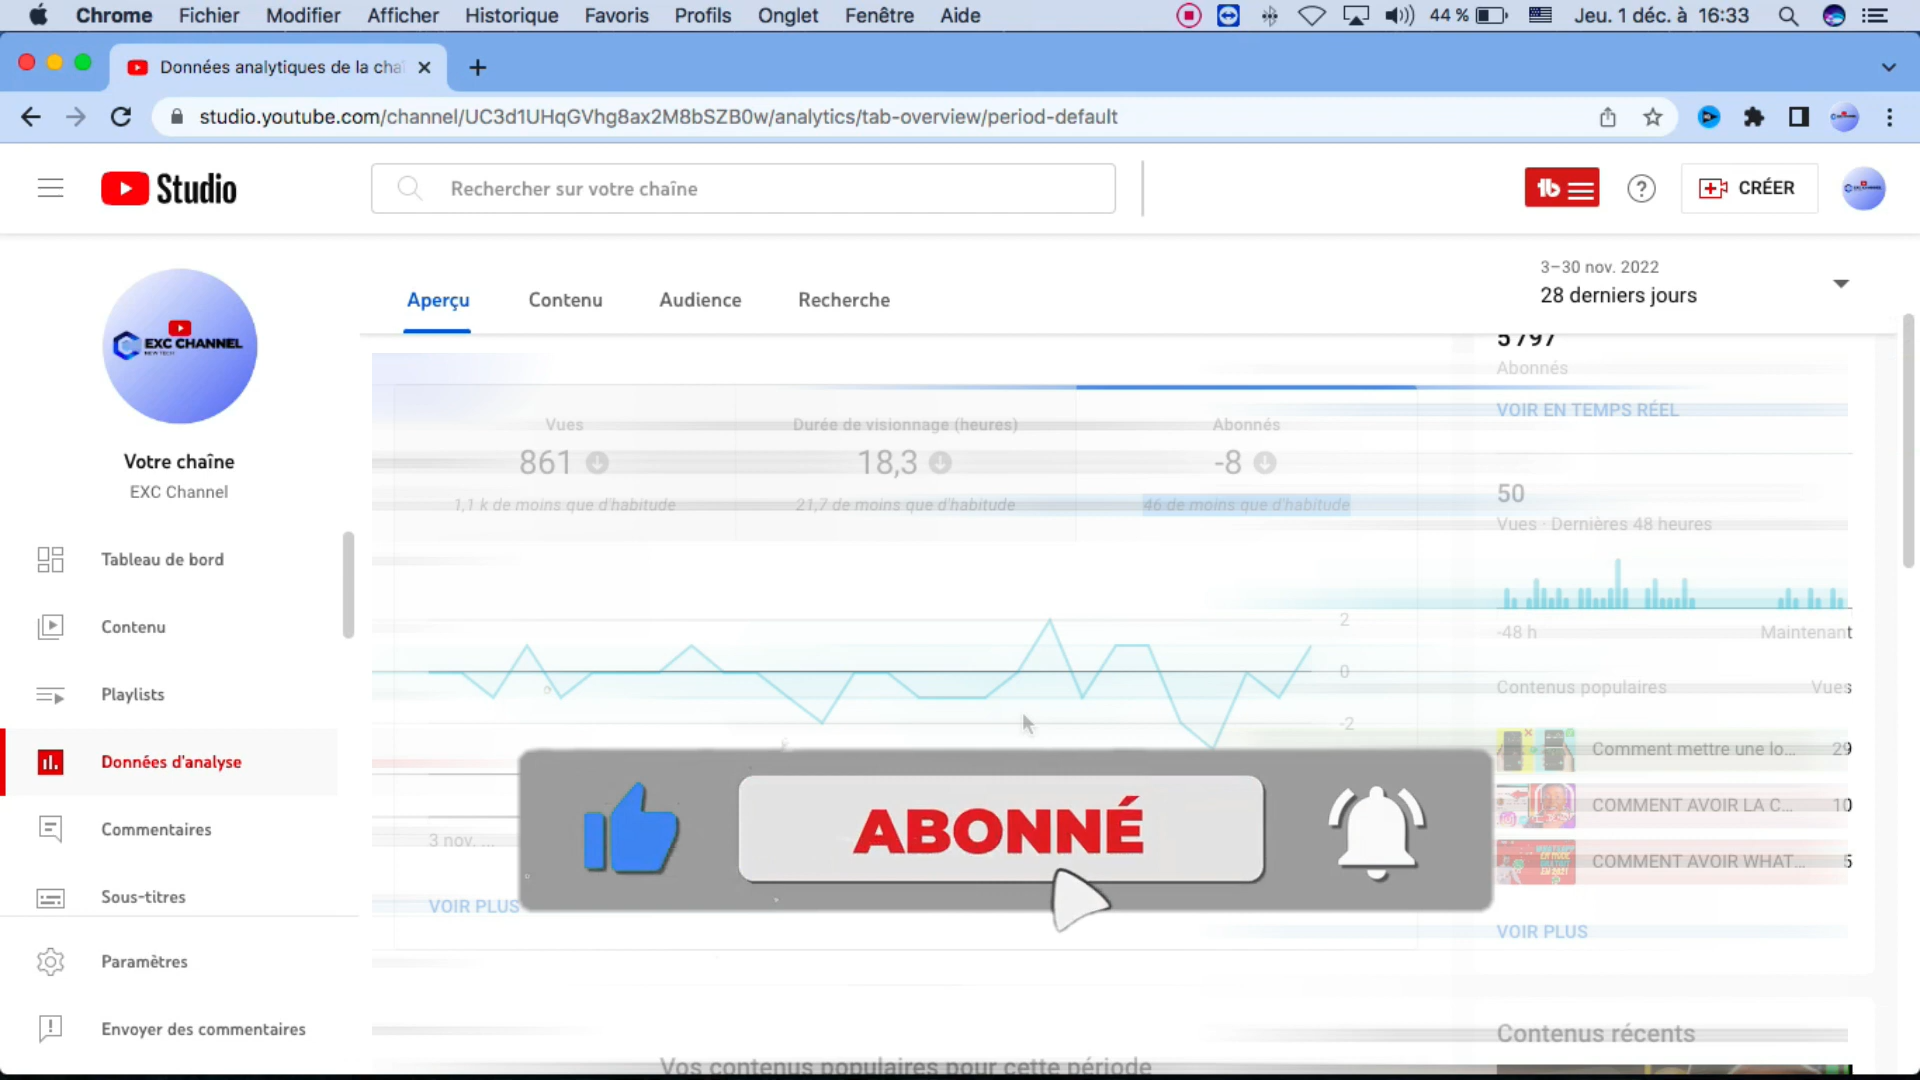 Chrome Fichier Modifier Afficher Historique Favoris Profils Onglet Fenêtre Aide 44 % Jeu. 1 déc. à 16:33
Données analytiques de la cha
studio.youtube.com/channel/UC3d1UHqGVhg8ax2M8bSZB0w/analytics/tab-overview/period-default
Studio
Rechercher sur votre chaîne
CRÉER
EXC CHANNEL
NEW TECH
Votre chaîne
EXC Channel
Tableau de bord
Contenu
Playlists
Données d'analyse
Commentaires
Sous-titres
Paramètres
Envoyer des commentaires
Aperçu Contenu Audience Recherche
3–30 nov. 2022
28 derniers jours
Vues Durée de visionnage (heures) Abonnés
861 18,3 -8
1,1 k de moins que d'habitude 21,7 de moins que d'habitude 46 de moins que d'habitude
2
0
-2
3 nov. ...
VOIR PLUS
ABONNÉ
5 797
Abonnés
VOIR EN TEMPS RÉEL
50
Vues · Dernières 48 heures
-48 h Maintenant
Contenus populaires Vues
Comment mettre une lo... 29
COMMENT AVOIR LA C... 10
COMMENT AVOIR WHAT... 5
VOIR PLUS
Contenus récents
Vos contenus populaires pour cette période